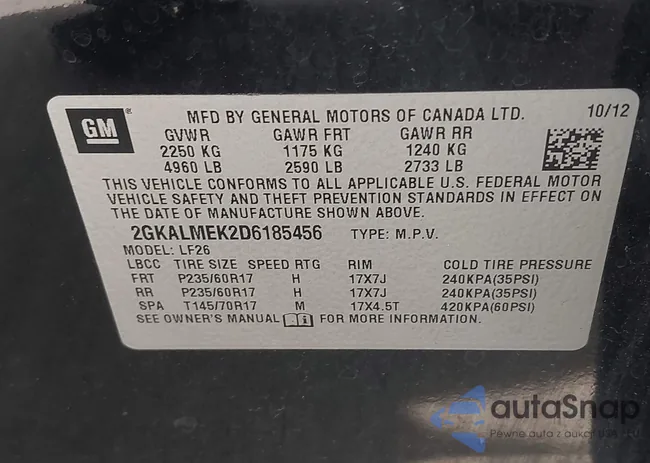 GM
MFD BY GENERAL MOTORS OF CANADA LTD. 10/12
GVWR GAWR FRT GAWR RR
2250 KG 1175 KG 1240 KG
4960 LB 2590 LB 2733 LB
THIS VEHICLE CONFORMS TO ALL APPLICABLE U.S. FEDERAL MOTOR
VEHICLE SAFETY AND THEFT PREVENTION STANDARDS IN EFFECT ON
THE DATE OF MANUFACTURE SHOWN ABOVE.
2GKALMEK2D6185456 TYPE: M.P.V.
MODEL: LF26
LBCC TIRE SIZE SPEED RTG RIM COLD TIRE PRESSURE
FRT P235/60R17 H 17X7J 240KPA(35PSI)
RR P235/60R17 H 17X7J 240KPA(35PSI)
SPA T145/70R17 M 17X4.5T 420KPA(60PSI)
SEE OWNER'S MANUAL FOR MORE INFORMATION.
autaSnap
Pewne auta z aukcji USA